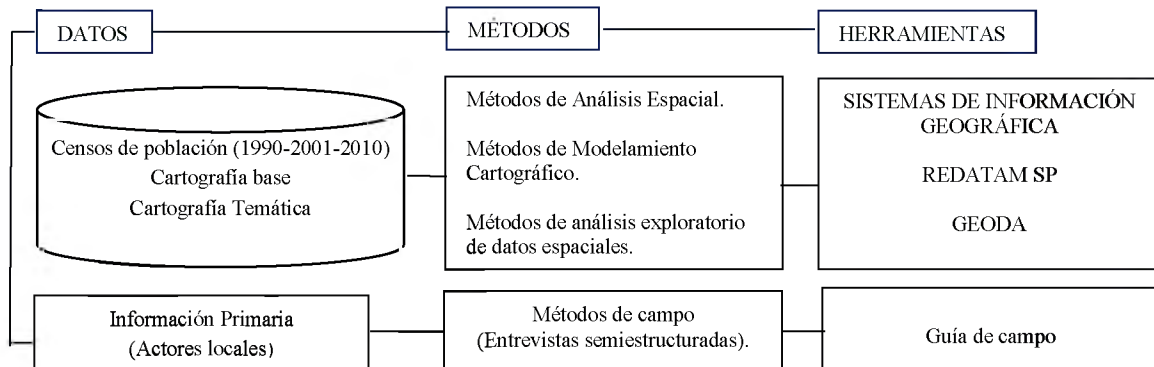 DATOS
MÉTODOS
HERRAMIENTAS
Censos de población (1990-2001-2010)
Cartografía base
Cartografía Temática
Métodos de Análisis Espacial.
Métodos de Modelamiento
Cartográfico.
Métodos de análisis exploratorio
de datos espaciales.
SISTEMAS DE INFORMACIÓN
GEOGRÁFICA
REDATAM SP
GEODA
Información Primaria
(Actores locales)
Métodos de campo
(Entrevistas semiestructuradas).
Guía de campo